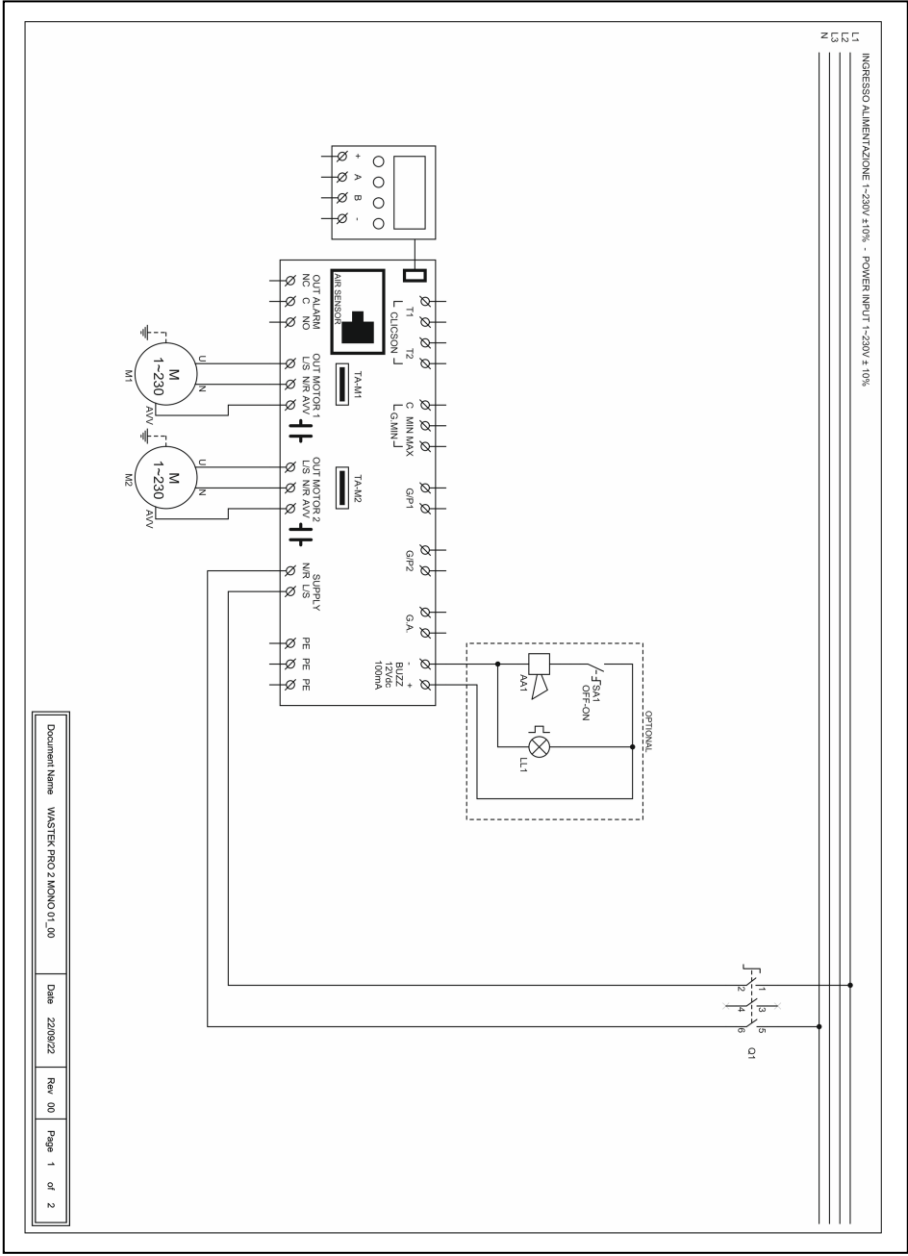 INGRESSO ALIMENTAZIONE 1~230V ±10% - POWER INPUT 1~230V ± 10%
L1
L2
L3
N
1 3 5
2 4 6
Q1
OPTIONAL
SA1
OFF-ON
AA1
LL1
T1 T2
CLICSON
C MIN MAX
G.MIN
G/P1
G/P2
G.A.
- +
BUZZ
12Vdc
100mA
+ A B -
AIR SENSOR
TA-M1
TA-M2
OUT ALARM
NC C NO
OUT MOTOR 1
L/S N/R AVV
OUT MOTOR 2
L/S N/R AVV
SUPPLY
N/R L/S
PE PE PE
U N
AVV
M
1~230
M1
U N
AVV
M
1~230
M2
Document Name WASTEK PRO 2 MONO 01_00 Date 22/09/22 Rev 00 Page 1 of 2